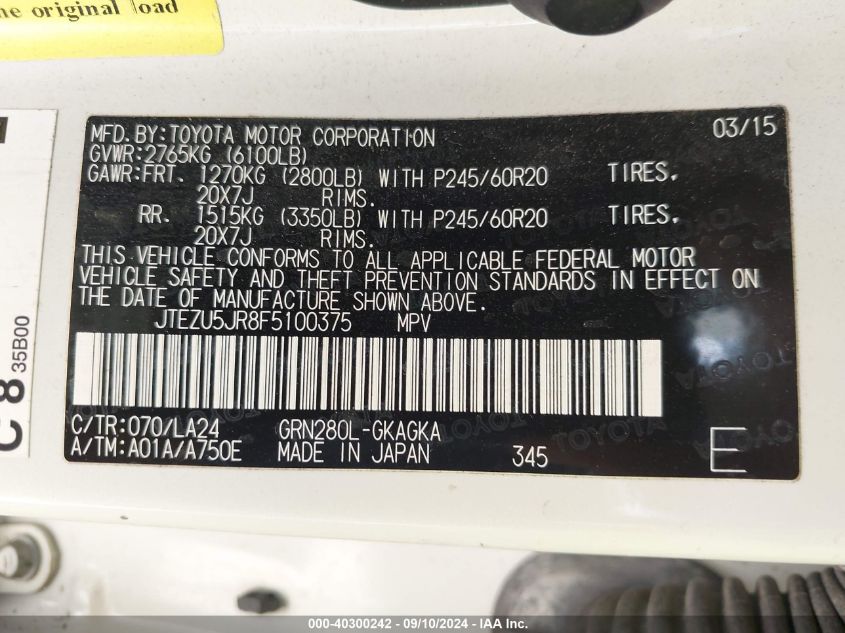 he original load
MFD. BY: TOYOTA MOTOR CORPORATION 03/15
GVWR: 2765KG (6100LB)
GAWR: FRT. 1270KG (2800LB) WITH P245/60R20 TIRES,
20X7J RIMS.
RR. 1515KG (3350LB) WITH P245/60R20 TIRES,
20X7J RIMS.
THIS VEHICLE CONFORMS TO ALL APPLICABLE FEDERAL MOTOR
VEHICLE SAFETY AND THEFT PREVENTION STANDARDS IN EFFECT ON
THE DATE OF MANUFACTURE SHOWN ABOVE.
JTEZU5JR8F5100375 MPV
C/TR: 070/LA24 GRN280L-GKAGKA
A/TM: A01A/A750E MADE IN JAPAN 345 E
C 8 35B00
000-40300242 - 09/10/2024 - IAA Inc.